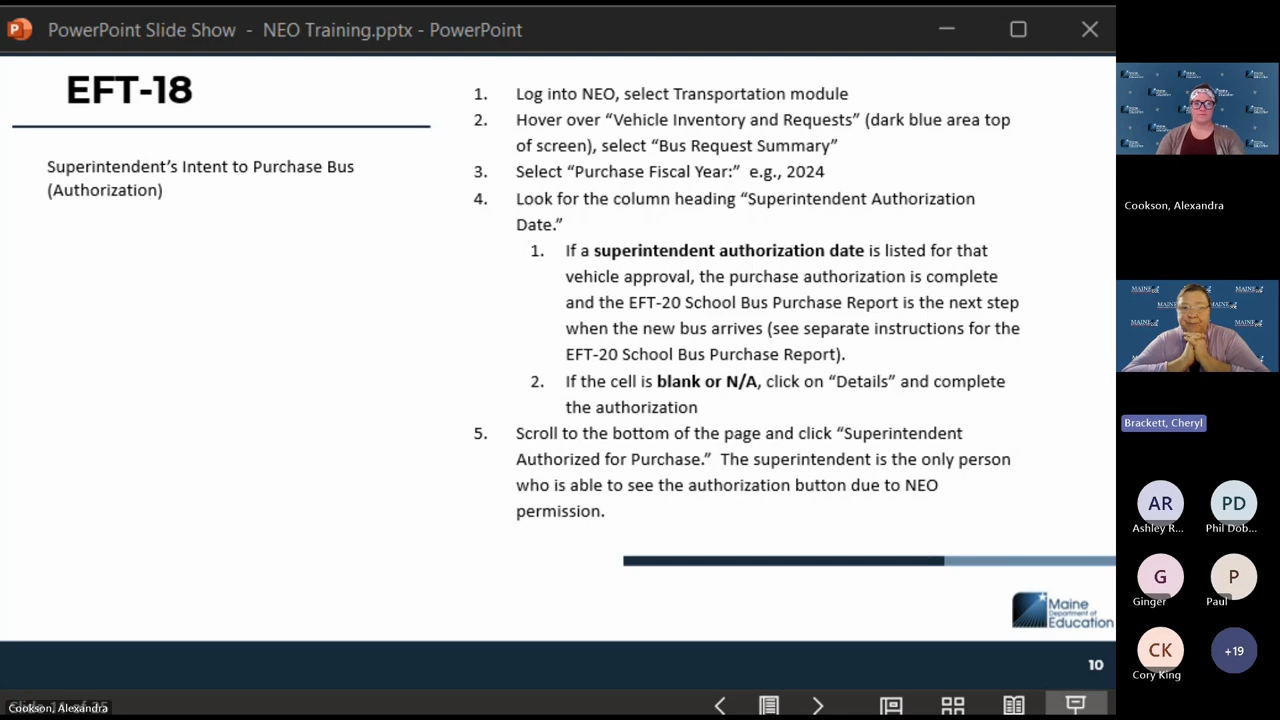 PowerPoint Slide Show - NEO Training.pptx - PowerPoint
EFT-18
Superintendent's Intent to Purchase Bus
(Authorization)
1. Log into NEO, select Transportation module
2. Hover over “Vehicle Inventory and Requests” (dark blue area top
of screen), select “Bus Request Summary”
3. Select “Purchase Fiscal Year:” e.g., 2024
4. Look for the column heading “Superintendent Authorization
Date.”
1. If a superintendent authorization date is listed for that
vehicle approval, the purchase authorization is complete
and the EFT-20 School Bus Purchase Report is the next step
when the new bus arrives (see separate instructions for the
EFT-20 School Bus Purchase Report).
2. If the cell is blank or N/A, click on “Details” and complete
the authorization
5. Scroll to the bottom of the page and click “Superintendent
Authorized for Purchase.” The superintendent is the only person
who is able to see the authorization button due to NEO
permission.
Maine
Department of
Education
10
Cookson, Alexandra
Cookson, Alexandra
MAINE
MAINE
MAINE
MAINE
Brackett, Cheryl
AR
PD
Ashley R...
Phil Dob...
G
P
Ginger
Paul
CK
+19
Cory King